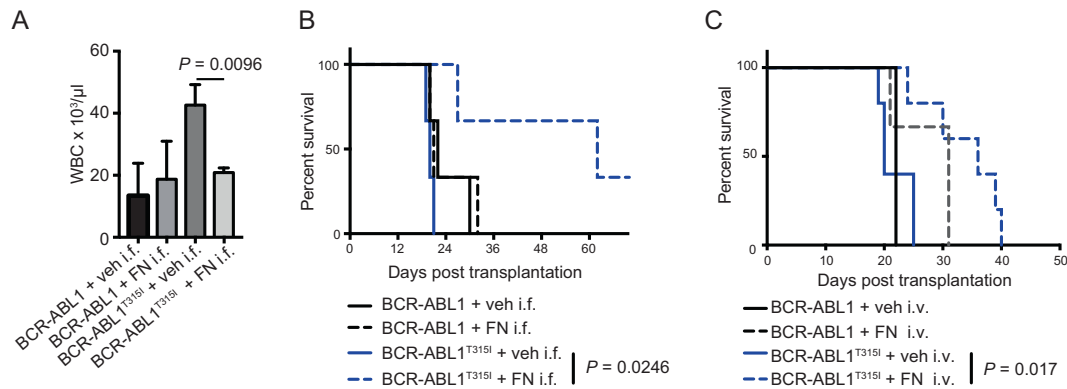 A
WBC x 10³/µl
60
40
20
0
P = 0.0096
BCR-ABL1 + veh i.f.
BCR-ABL1 + FN i.f.
BCR-ABL1ᵀ³¹⁵ᴵ + veh i.f.
BCR-ABL1ᵀ³¹⁵ᴵ + FN i.f.
B
Percent survival
100
50
0
0 12 24 36 48 60
Days post transplantation
BCR-ABL1 + veh i.f.
BCR-ABL1 + FN i.f.
BCR-ABL1ᵀ³¹⁵ᴵ + veh i.f.
BCR-ABL1ᵀ³¹⁵ᴵ + FN i.f.
P = 0.0246
C
Percent survival
100
50
0
0 10 20 30 40 50
Days post transplantation
BCR-ABL1 + veh i.v.
BCR-ABL1 + FN i.v.
BCR-ABL1ᵀ³¹⁵ᴵ + veh i.v.
BCR-ABL1ᵀ³¹⁵ᴵ + FN i.v.
P = 0.017